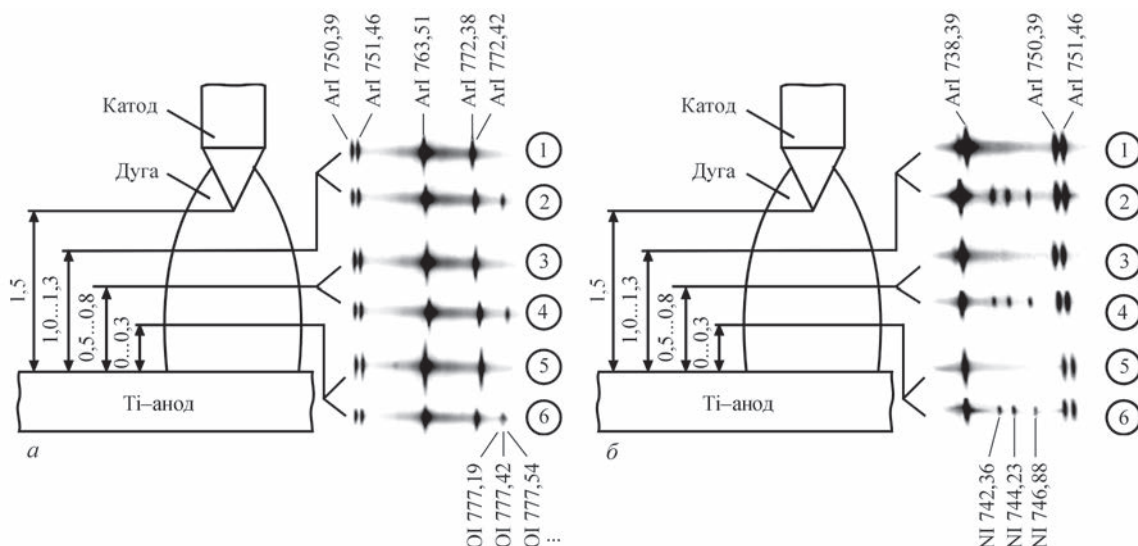 ArI 750,39
ArI 751,46
ArI 763,51
ArI 772,38
ArI 772,42
Катод
Дуга
1,5
1,0...1,3
0,5...0,8
0...0,3
Ti–анод
1
2
3
4
5
6
а
OI 777,19
OI 777,42
OI 777,54
...
ArI 738,39
ArI 750,39
ArI 751,46
Катод
Дуга
1,5
1,0...1,3
0,5...0,8
0...0,3
Ti–анод
1
2
3
4
5
6
б
NI 742,36
NI 744,23
NI 746,88